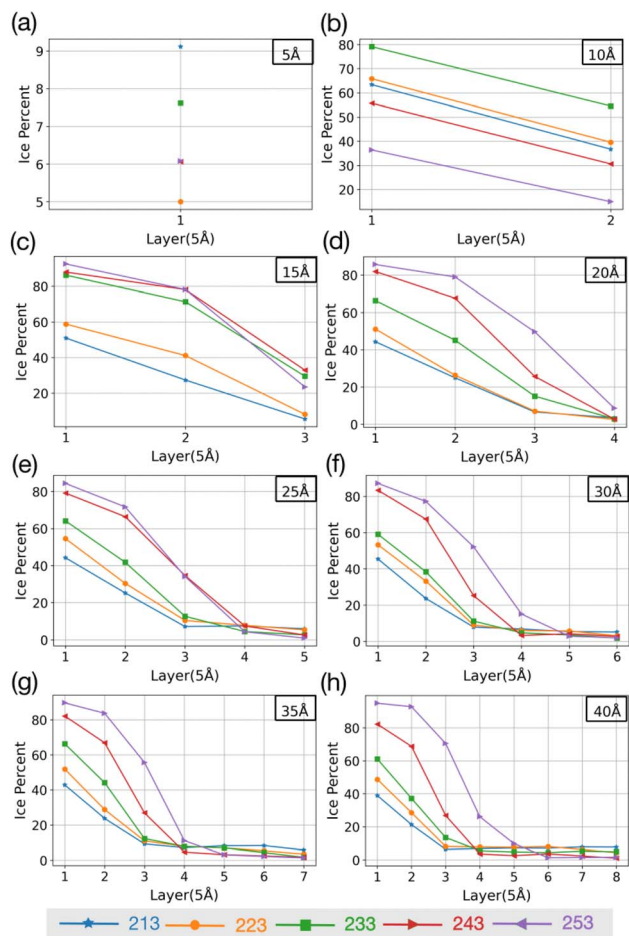 (a)
5Å
Ice Percent
9
8
7
6
5
1
Layer(5Å)
(b)
10Å
Ice Percent
80
70
60
50
40
30
20
1 2
Layer(5Å)
(c)
15Å
Ice Percent
80
60
40
20
1 2 3
Layer(5Å)
(d)
20Å
Ice Percent
80
60
40
20
0
1 2 3 4
Layer(5Å)
(e)
25Å
Ice Percent
80
60
40
20
0
1 2 3 4 5
Layer(5Å)
(f)
30Å
Ice Percent
80
60
40
20
0
1 2 3 4 5 6
Layer(5Å)
(g)
35Å
Ice Percent
80
60
40
20
0
1 2 3 4 5 6 7
Layer(5Å)
(h)
40Å
Ice Percent
80
60
40
20
0
1 2 3 4 5 6 7 8
Layer(5Å)
213 223 233 243 253